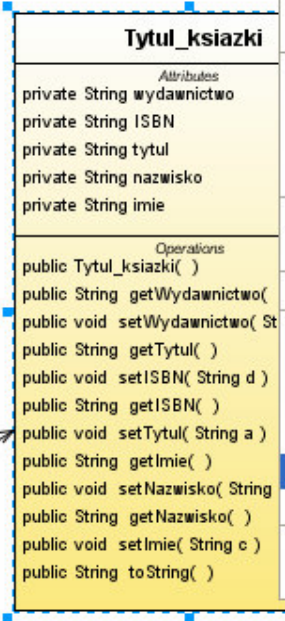 Tytul_ksiazki
Attributes
private String wydawnictwo
private String ISBN
private String tytul
private String nazwisko
private String imie
Operations
public Tytul_ksiazki( )
public String getWydawnictwo(
public void setWydawnictwo( St
public String getTytul( )
public void setISBN( String d )
public String getISBN( )
public void setTytul( String a )
public String getImie( )
public void setNazwisko( String
public String getNazwisko( )
public void setImie( String c )
public String toString( )